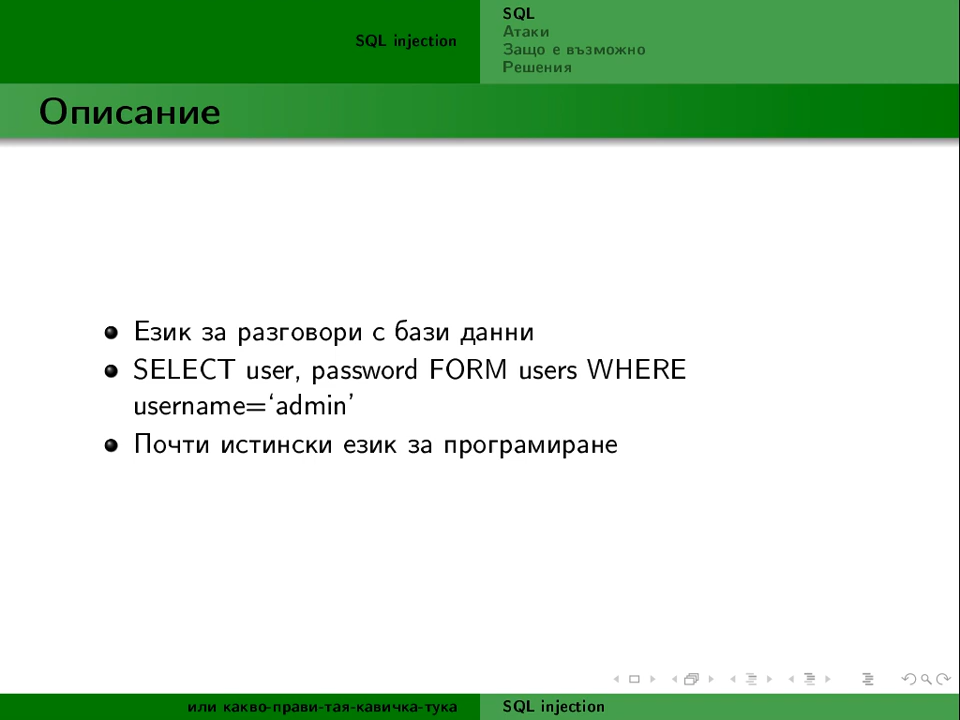 SQL injection
SQL
Атаки
Защо е възможно
Решения
Описание
Език за разговори с бази данни
SELECT user, password FORM users WHERE
username=‘admin’
Почти истински език за програмиране
или какво-прави-тая-кавичка-тука
SQL injection